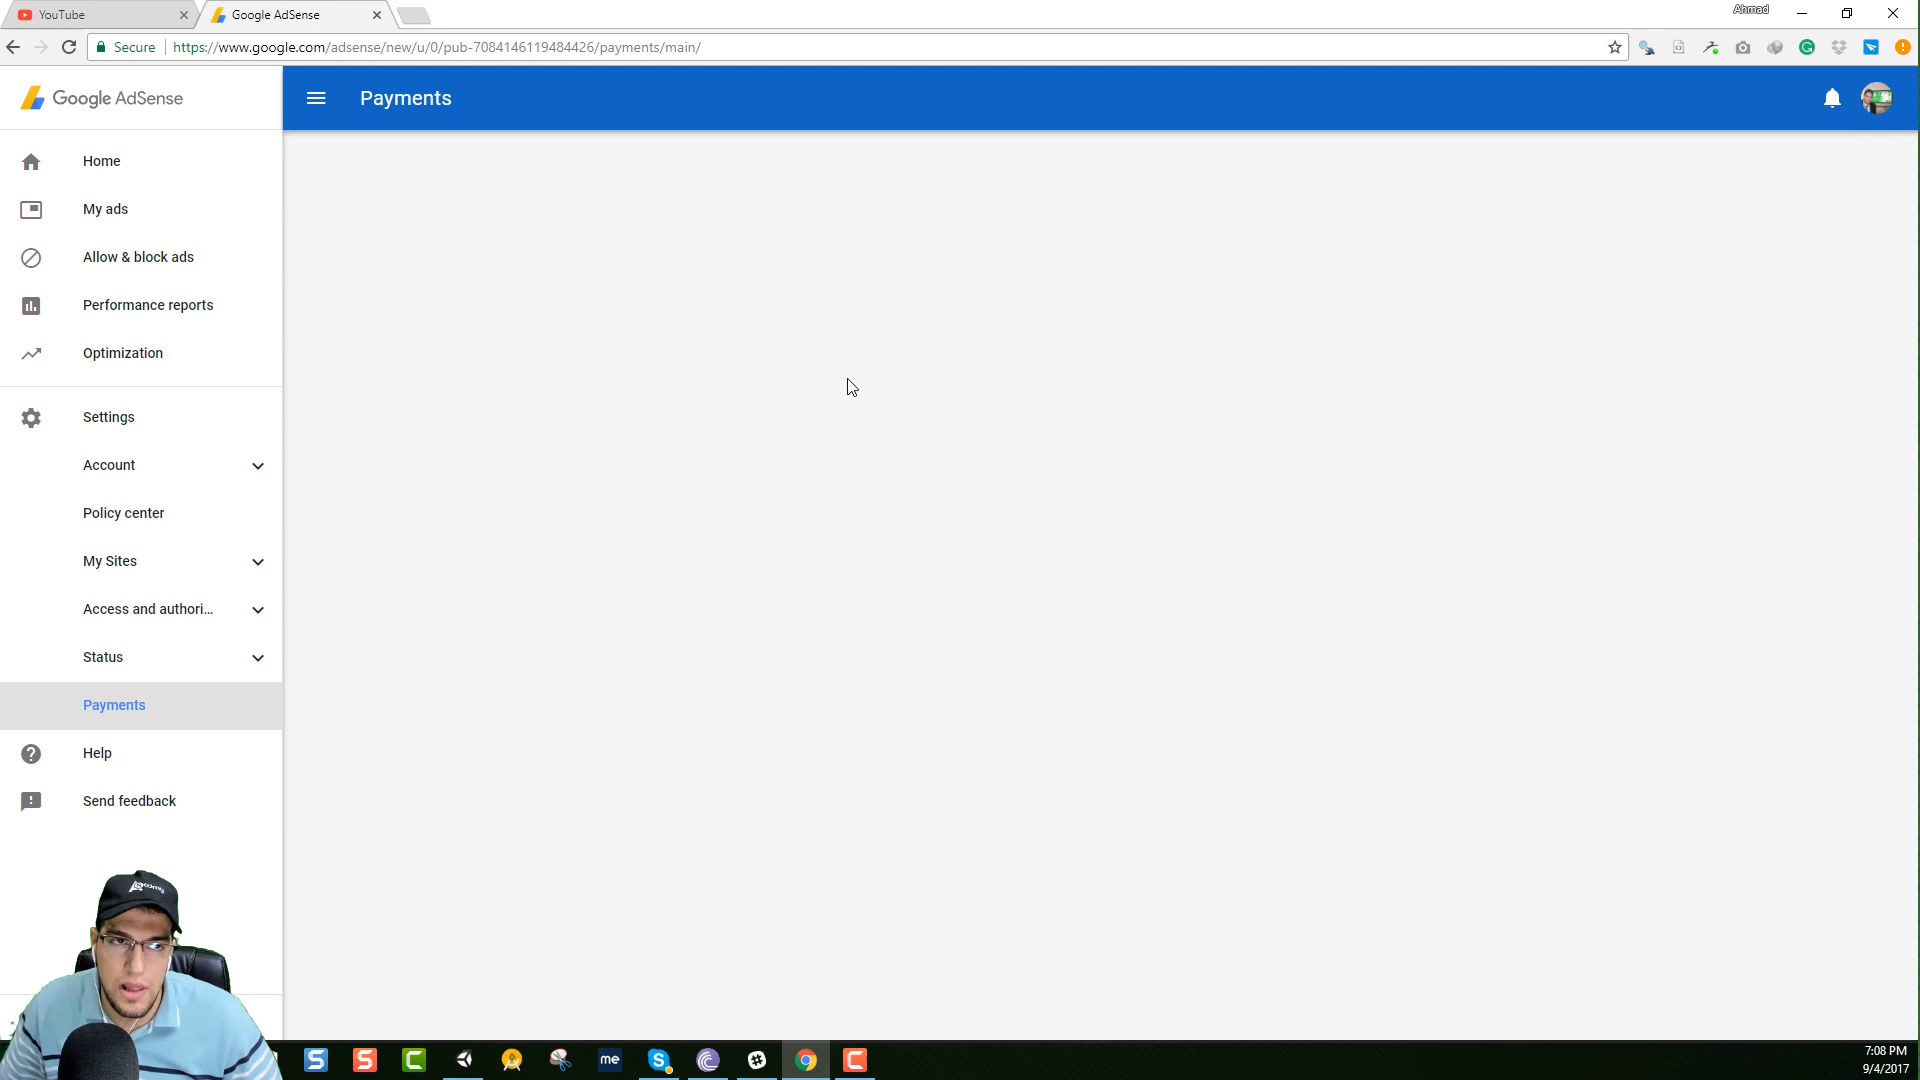 YouTube
Google AdSense
Ahmad
Secure
https://www.google.com/adsense/new/u/0/pub-7084146119484426/payments/main/
Google AdSense
Payments
Home
My ads
Allow & block ads
Performance reports
Optimization
Settings
Account
Policy center
My Sites
Access and authori...
Status
Payments
Help
Send feedback
me
7:08 PM
9/4/2017